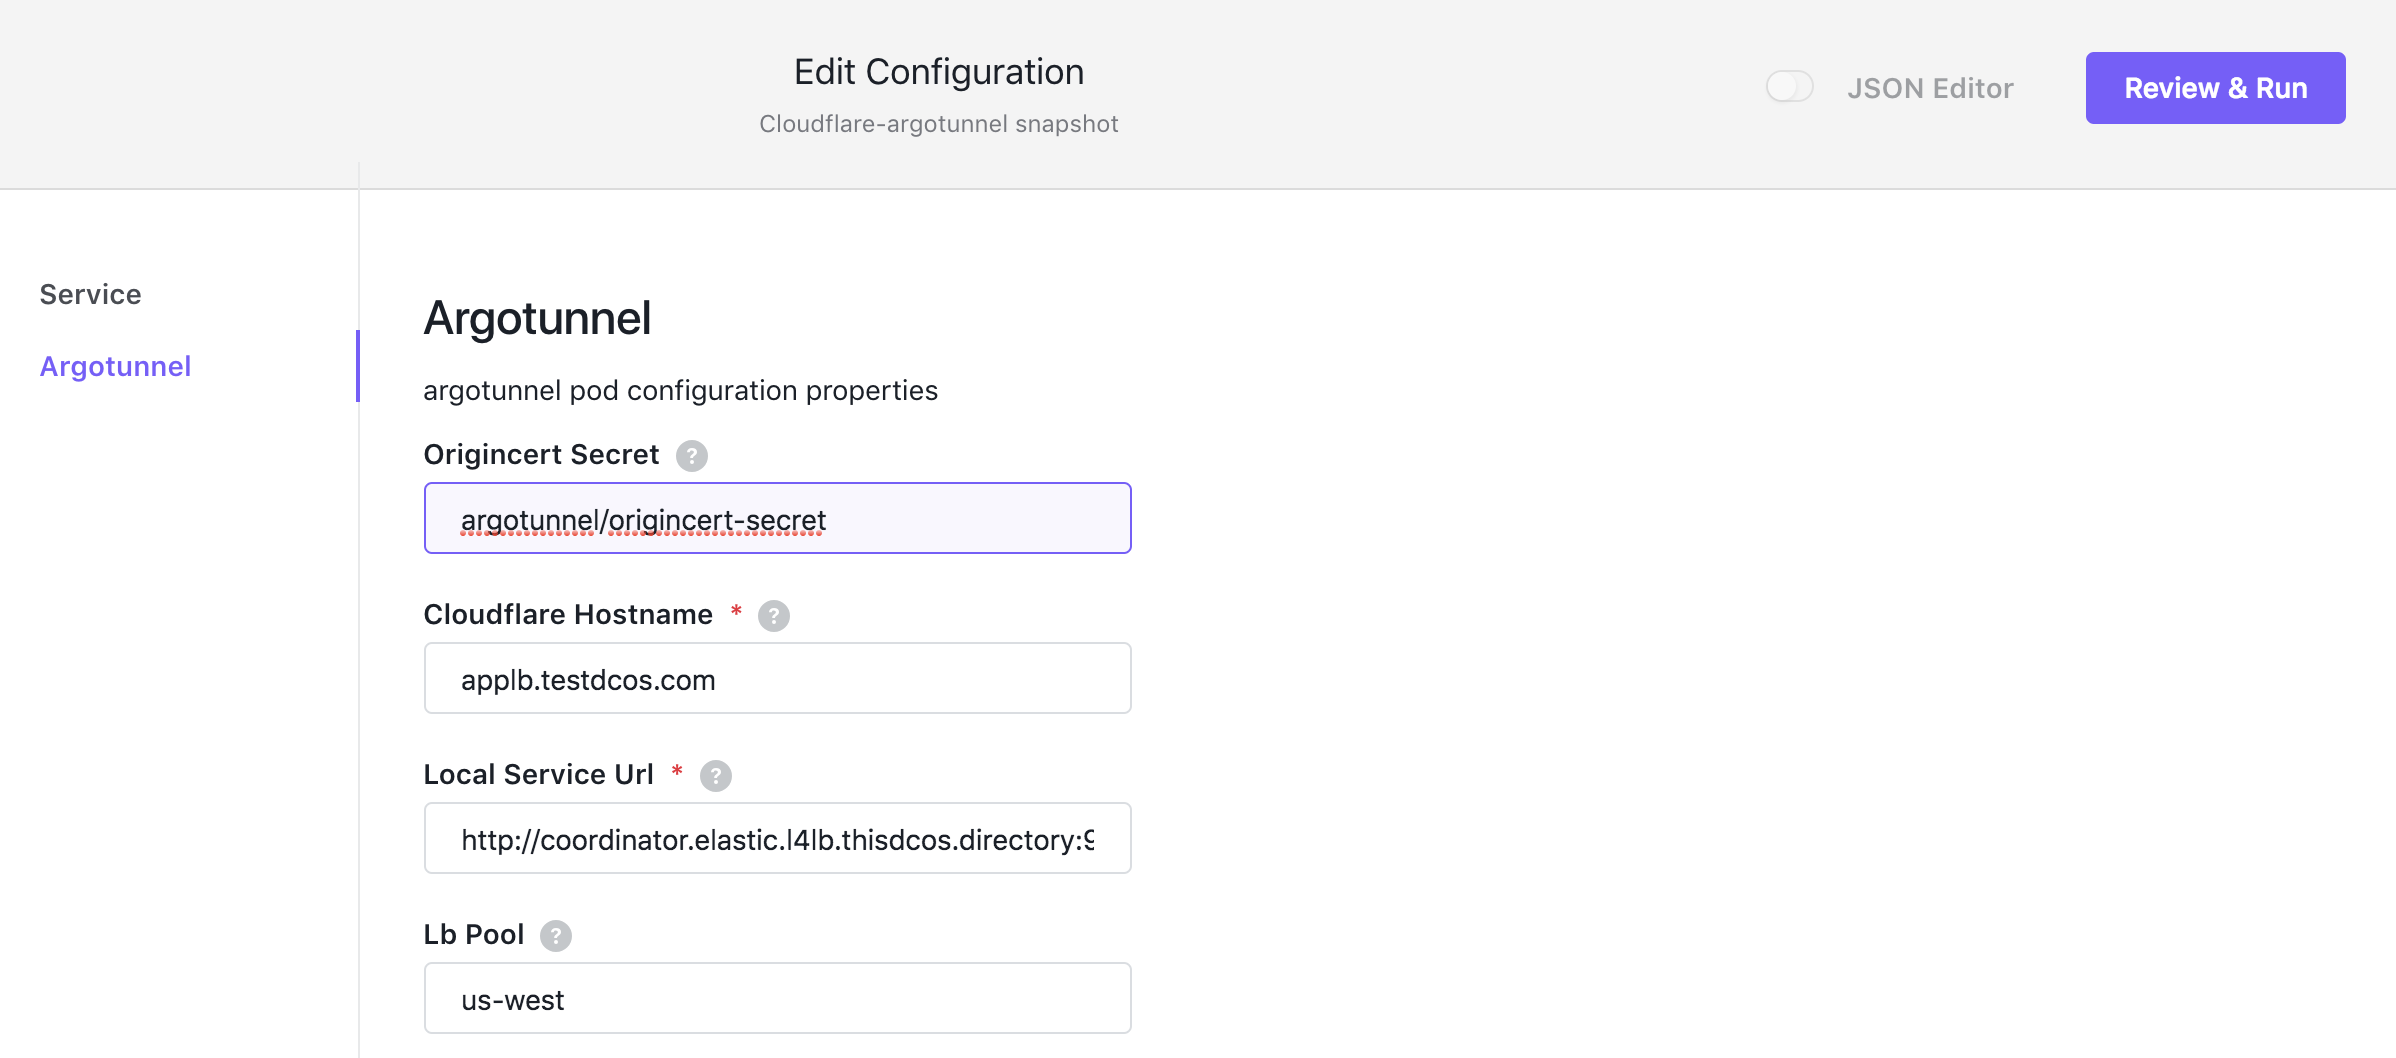 Edit Configuration
Cloudflare-argotunnel snapshot
JSON Editor
Review & Run
Service
Argotunnel
Argotunnel
argotunnel pod configuration properties
Origincert Secret ?
argotunnel/origincert-secret
Cloudflare Hostname * ?
applb.testdcos.com
Local Service Url * ?
http://coordinator.elastic.l4lb.thisdcos.directory:9
Lb Pool ?
us-west